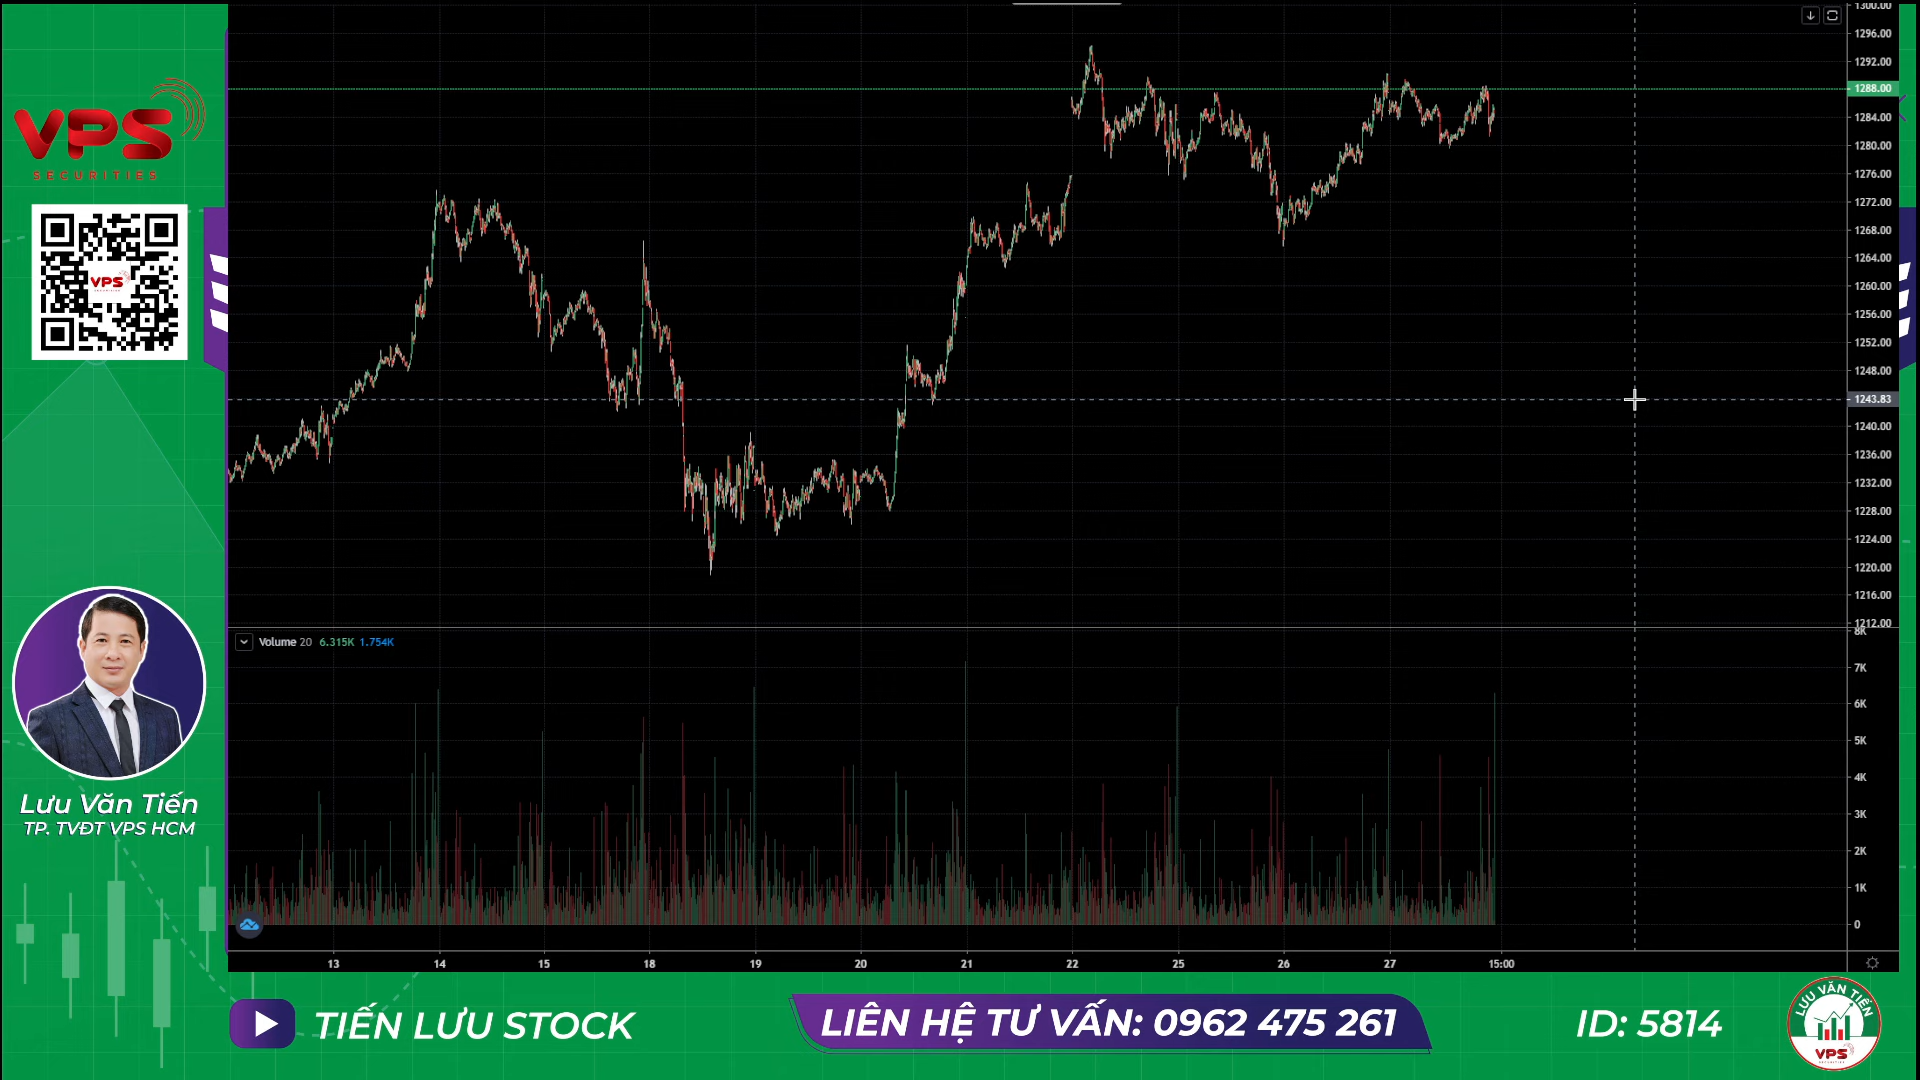 VPS
SECURITIES
VPS
Lưu Văn Tiến
TP. TVĐT VPS HCM
1300.00
1296.00
1292.00
1288.00
1284.00
1280.00
1276.00
1272.00
1268.00
1264.00
1260.00
1256.00
1252.00
1248.00
1243.83
1240.00
1236.00
1232.00
1228.00
1224.00
1220.00
1216.00
1212.00
Volume 20 6.315K 1.754K
8K
7K
6K
5K
4K
3K
2K
1K
0
13 14 15 18 19 20 21 22 25 26 27 15:00
TIẾN LƯU STOCK
LIÊN HỆ TƯ VẤN: 0962 475 261
ID: 5814
LƯU VĂN TIẾN
VPS